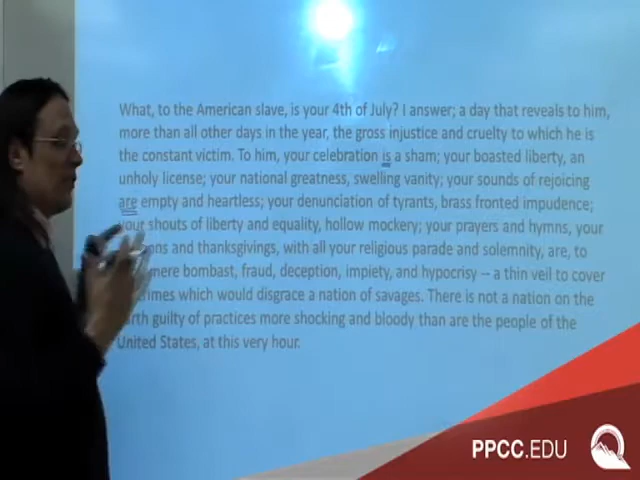 What, to the American slave, is your 4th of July? I answer; a day that reveals to him,
more than all other days in the year, the gross injustice and cruelty to which he is
the constant victim. To him, your celebration is a sham; your boasted liberty, an
unholy license; your national greatness, swelling vanity; your sounds of rejoicing
are empty and heartless; your denunciation of tyrants, brass fronted impudence;
your shouts of liberty and equality, hollow mockery; your prayers and hymns, your
and thanksgivings, with all your religious parade and solemnity, are, to
mere bombast, fraud, deception, impiety, and hypocrisy -- a thin veil to cover
which would disgrace a nation of savages. There is not a nation on the
guilty of practices more shocking and bloody than are the people of the
United States, at this very hour.
PPCC.EDU